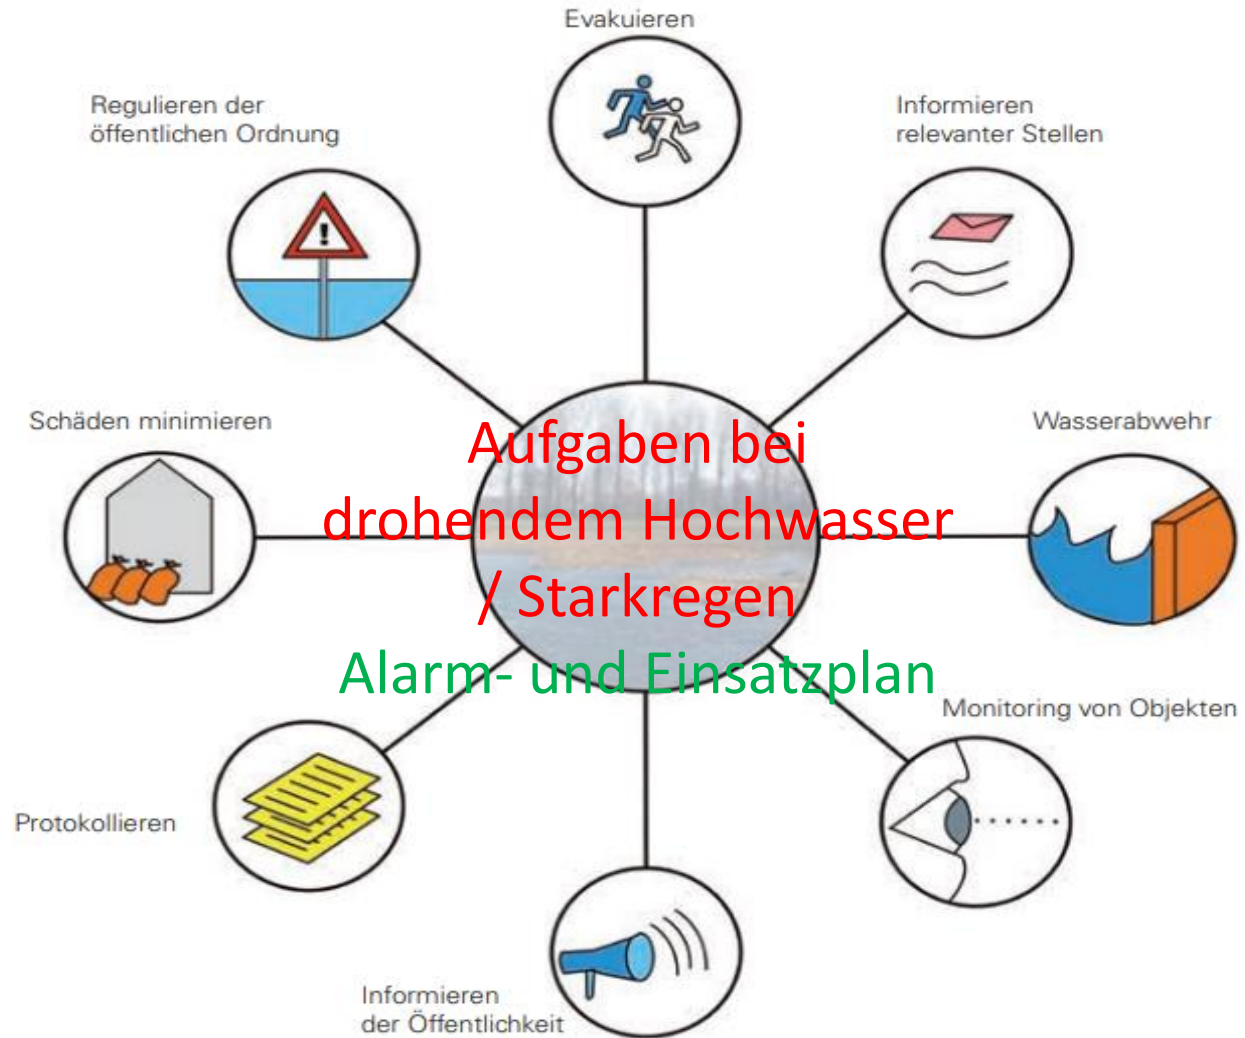 Evakuieren
Regulieren der
öffentlichen Ordnung
Informieren
relevanter Stellen
!
Schäden minimieren
Wasserabwehr
Aufgaben bei
drohendem Hochwasser
/ Starkregen
Alarm- und Einsatzplan
Monitoring von Objekten
Protokollieren
Informieren
der Öffentlichkeit